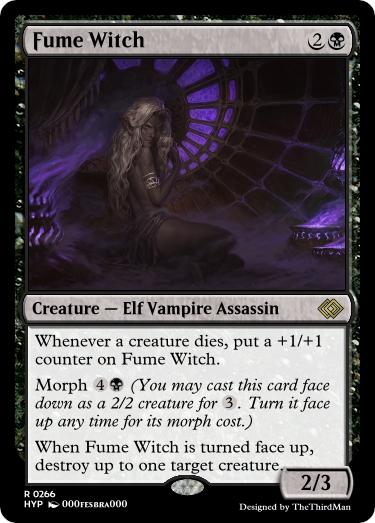 Fume Witch 2
Creature — Elf Vampire Assassin
Whenever a creature dies, put a +1/+1
counter on Fume Witch.
Morph 4 (You may cast this card face
down as a 2/2 creature for 3. Turn it face
up any time for its morph cost.)
When Fume Witch is turned face up,
destroy up to one target creature.
2/3
R 0266
HYP 000FESBRA000
Designed by TheThirdMan